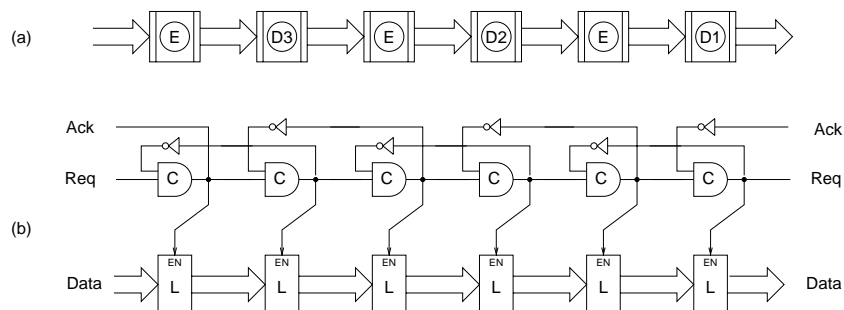 (a) E D3 E D2 E D1
Ack Ack
C C C C C C
Req Req
(b)
EN EN EN EN EN EN
Data L L L L L L Data